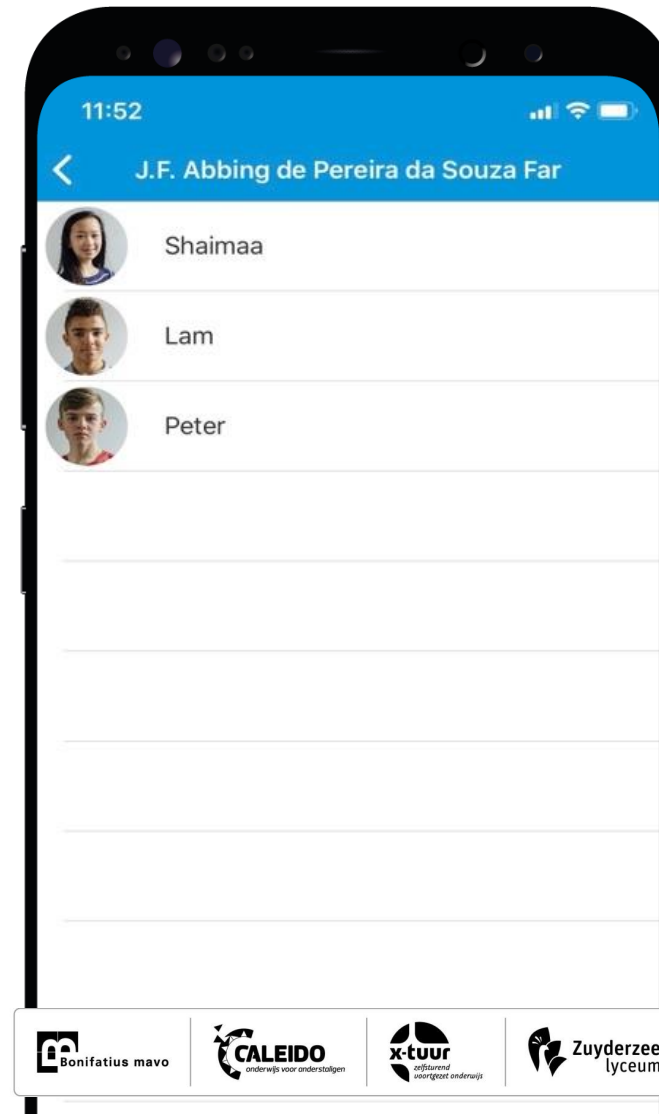 11:52
J.F. Abbing de Pereira da Souza Far
Shaimaa
Lam
Peter
Bonifatius mavo
CALEIDO
onderwijs voor anderstaligen
x-tuur
zelfsturend
voortgezet onderwijs
Zuyderzee
lyceum